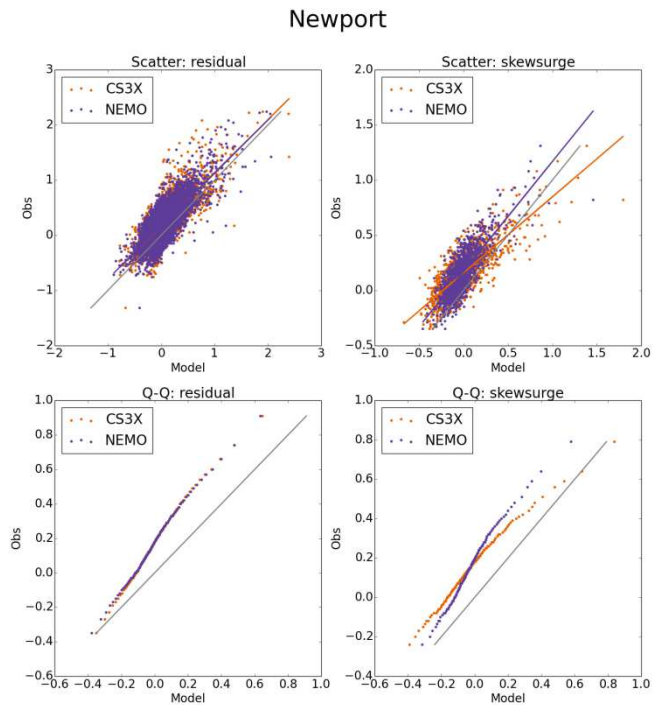 Newport
Scatter: residual
3
2
1
0
−1
−2
Obs
CS3X
NEMO
−2
−1
0
1
2
3
Model
Scatter: skewsurge
2.0
1.5
1.0
0.5
0.0
−0.5
Obs
CS3X
NEMO
−1.0
−0.5
0.0
0.5
1.0
1.5
2.0
Model
Q-Q: residual
1.0
0.8
0.6
0.4
0.2
0.0
−0.2
−0.4
−0.6
Obs
CS3X
NEMO
−0.6
−0.4
−0.2
0.0
0.2
0.4
0.6
0.8
1.0
Model
Q-Q: skewsurge
1.0
0.8
0.6
0.4
0.2
0.0
−0.2
−0.4
Obs
CS3X
NEMO
−0.6
−0.4
−0.2
0.0
0.2
0.4
0.6
0.8
1.0
Model